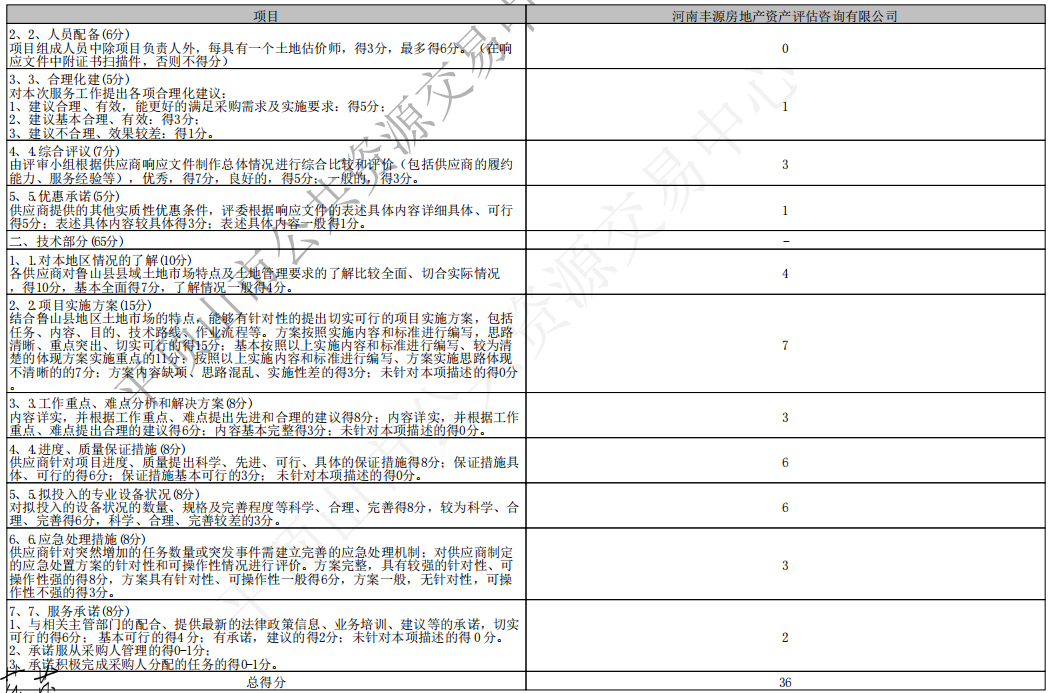 项目 河南丰源房地产资产评估咨询有限公司
2、2、人员配备(6分)
项目组成人员中除项目负责人外，每具有一个土地估价师，得3分，最多得6分。（在响
应文件中附证书扫描件，否则不得分）
0
3、3、合理化建(5分)
对本次服务工作提出各项合理化建议：
1、建议合理、有效，能更好的满足采购需求及实施要求：得5分；
2、建议基本合理、有效：得3分；
3、建议不合理、效果较差：得1分。
1
4、4.综合评议(7分)
由评审小组根据供应商响应文件制作总体情况进行综合比较和评价（包括供应商的履约
能力、服务经验等），优秀，得7分，良好的，得5分；一般的，得3分。
3
5、5.优惠承诺(5分)
供应商提供的其他实质性优惠条件，评委根据响应文件的表述具体内容详细具体、可行
得5分；表述具体内容较具体得3分；表述具体内容一般得1分。
1
二、技术部分(65分) -
1、1.对本地区情况的了解(10分)
各供应商对鲁山县县域土地市场特点及土地管理要求的了解比较全面、切合实际情况
，得10分，基本全面得7分，了解情况一般得4分。
4
2、2.项目实施方案(15分)
结合鲁山县地区土地市场的特点，能够有针对性的提出切实可行的项目实施方案，包括
任务、内容、目的、技术路线、作业流程等。方案按照实施内容和标准进行编写，思路
清晰、重点突出、切实可行的得15分；基本按照以上实施内容和标准进行编写、较为清
楚的体现方案实施重点的11分；按照以上实施内容和标准进行编写、方案实施思路体现
不清晰的的7分；方案内容缺项、思路混乱、实施性差的得3分；未针对本项描述的得0分
。
7
3、3.工作重点、难点分析和解决方案(8分)
内容详实，并根据工作重点、难点提出先进和合理的建议得8分；内容详实，并根据工作
重点、难点提出合理的建议得6分；内容基本完整得3分；未针对本项描述的得0分。
3
4、4.进度、质量保证措施(8分)
供应商针对项目进度、质量提出科学、先进、可行、具体的保证措施得8分；保证措施具
体、可行的得6分；保证措施基本可行的3分； 未针对本项描述的得0分。
6
5、5.拟投入的专业设备状况(8分)
对拟投入的设备状况的数量、规格及完善程度等科学、合理、完善得8分，较为科学、合
理、完善得6分，科学、合理、完善较差的3分。
6
6、6.应急处理措施(8分)
供应商针对突然增加的任务数量或突发事件需建立完善的应急处理机制；对供应商制定
的应急处置方案的针对性和可操作性情况进行评价。方案完整，具有较强的针对性、可
操作性强的得8分，方案具有针对性、可操作性一般得6分，方案一般，无针对性，可操
作性不强的得3分。
3
7、7、服务承诺(8分)
1、与相关主管部门的配合、提供最新的法律政策信息、业务培训、建议等的承诺，切实
可行的得6分； 基本可行的得4分；有承诺，建议的得2分；未针对本项描述的得０分。
2、承诺服从采购人管理的得0-1分；
3、承诺积极完成采购人分配的任务的得0-1分。
2
总得分 36
平顶山市公共资源交易中
平顶山市公共资源交易中心